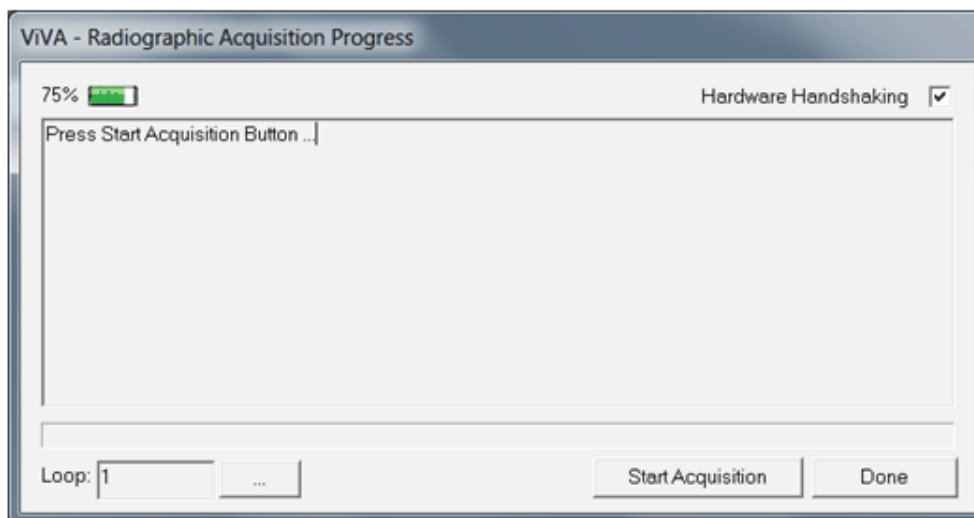 ViVA - Radiographic Acquisition Progress
75% Hardware Handshaking
Press Start Acquisition Button ...
Loop: 1 ... Start Acquisition Done